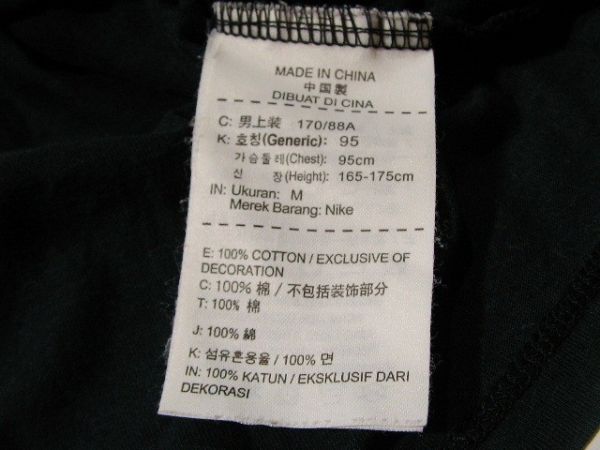 MADE IN CHINA
中国製
DIBUAT DI CINA
C: 男上装 170/88A
K: 호칭(Generic): 95
가슴둘레(Chest): 95cm
신 장(Height): 165-175cm
IN: Ukuran: M
Merek Barang: Nike
E: 100% COTTON / EXCLUSIVE OF
DECORATION
C: 100% 棉 / 不包括装饰部分
T: 100% 棉
J: 100% 綿
K: 섬유혼용율 / 100% 면
IN: 100% KATUN / EKSKLUSIF DARI
DEKORASI